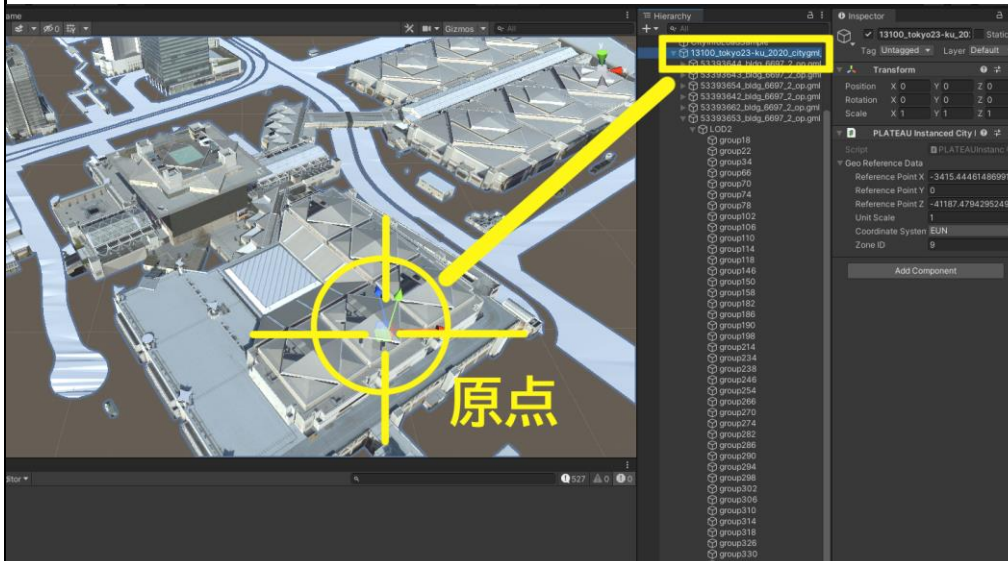 ame
Gizmos
All
原点
ditor
527
0
0
Hierarchy
All
13100_tokyo23-ku_2020_citygml_
53393644_bldg_6697_2_op.gml
53393643_bldg_6697_2_op.gml
53393654_bldg_6697_2_op.gml
53393642_bldg_6697_2_op.gml
53393662_bldg_6697_2_op.gml
53393653_bldg_6697_2_op.gml
LOD2
group18
group22
group34
group66
group70
group74
group78
group102
group106
group110
group114
group118
group146
group150
group158
group182
group186
group190
group198
group214
group234
group238
group246
group254
group266
group270
group274
group282
group286
group290
group294
group298
group302
group306
group310
group314
group318
group326
group330
Inspector
13100_tokyo23-ku_20: Static
Tag Untagged Layer Default
Transform
Position X 0 Y 0 Z 0
Rotation X 0 Y 0 Z 0
Scale X 1 Y 1 Z 1
PLATEAU Instanced City I
Script PLATEAUInstanc
Geo Reference Data
Reference Point X -3415.44461486991
Reference Point Y 0
Reference Point Z -41187.4794295249
Unit Scale 1
Coordinate System EUN
Zone ID 9
Add Component